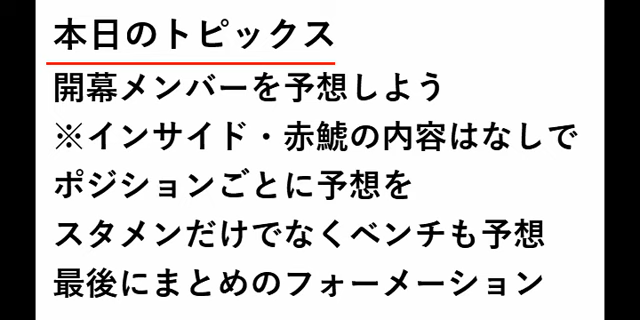 本日のトピックス
開幕メンバーを予想しよう
※インサイド・赤鯱の内容はなしで
ポジションごとに予想を
スタメンだけでなくベンチも予想
最後にまとめのフォーメーション